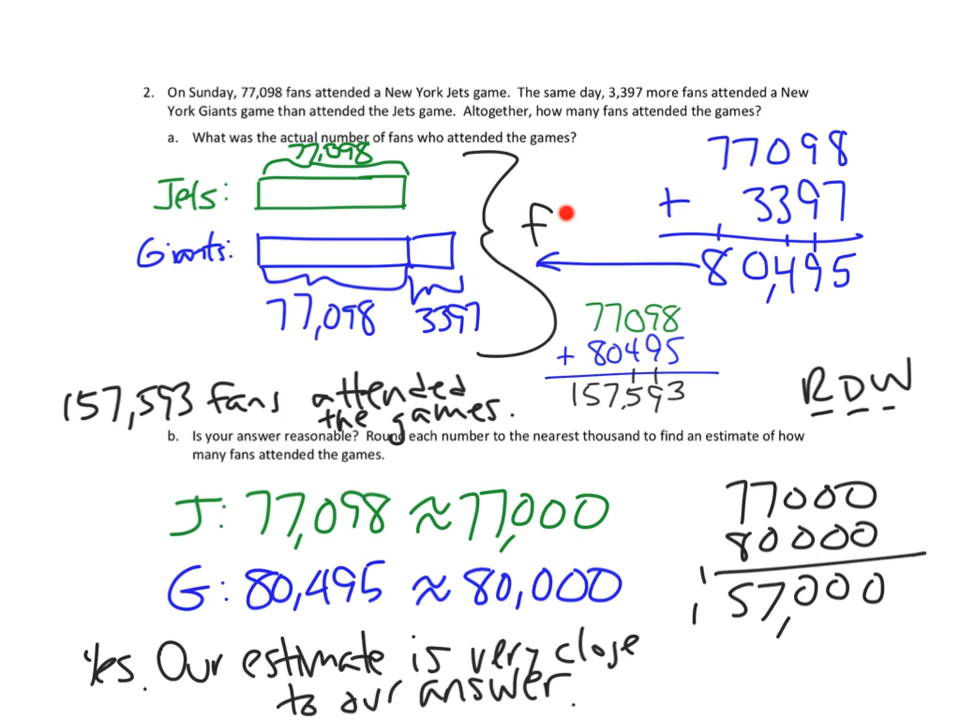 2. On Sunday, 77,098 fans attended a New York Jets game. The same day, 3,397 more fans attended a New
York Giants game than attended the Jets game. Altogether, how many fans attended the games?
a. What was the actual number of fans who attended the games?
77,098
Jets:
Giants:
77,098 3397
f
77098
+ 3397
80,495
77098
+ 80495
157,593
157,593 fans attended
the games.
RDW
b. Is your answer reasonable? Round each number to the nearest thousand to find an estimate of how
many fans attended the games.
J: 77,098 ≈ 77,000
G: 80,495 ≈ 80,000
77000
80000
1
157,000
Yes. Our estimate is very close
to our answer.